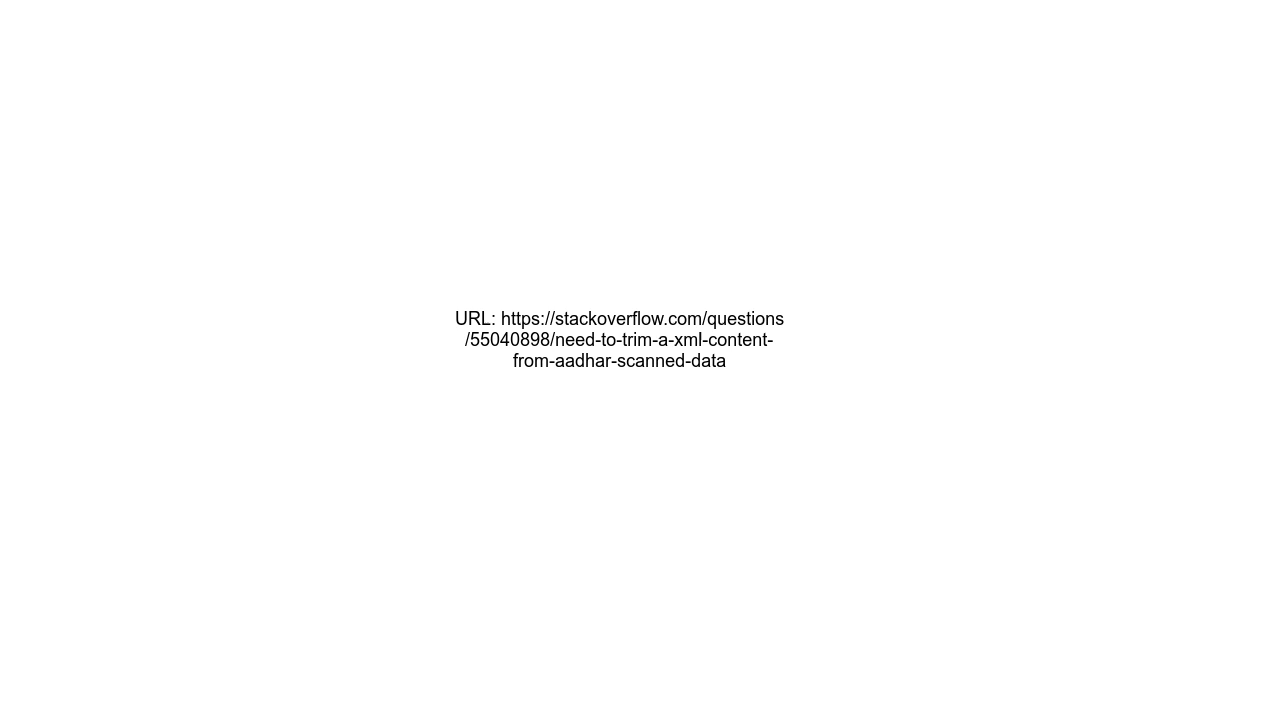 URL: https://stackoverflow.com/questions
/55040898/need-to-trim-a-xml-content-
from-aadhar-scanned-data